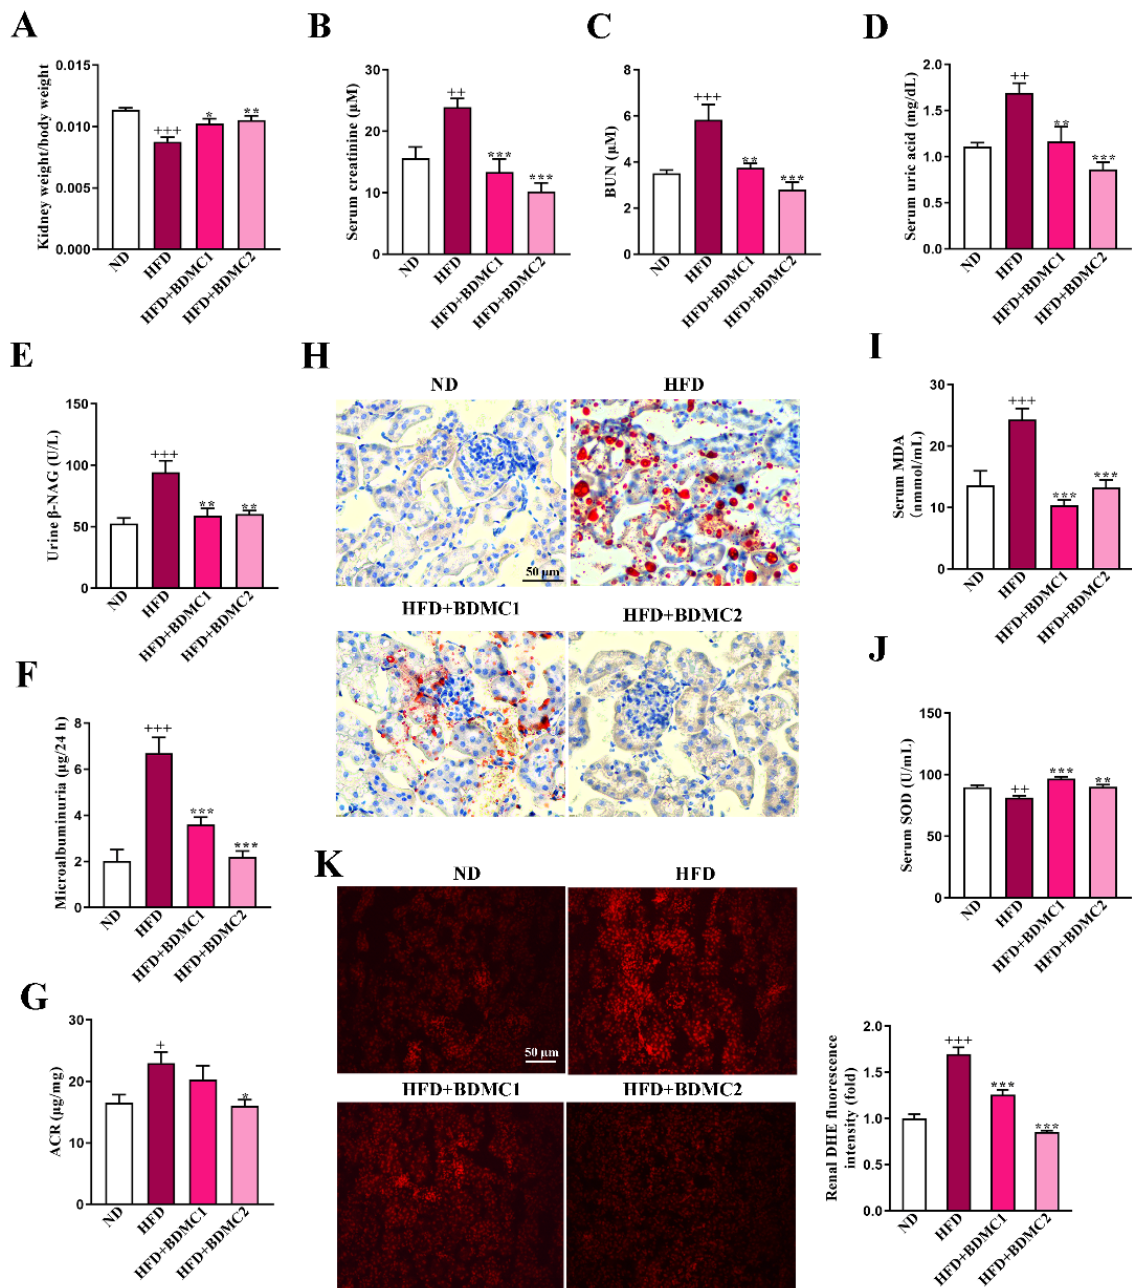 A
Kidney weight/body weight
0.015
0.010
0.005
0.000
+++
*
**
ND
HFD
HFD+BDMC1
HFD+BDMC2
B
Serum creatinine (μM)
30
20
10
0
++
***
***
ND
HFD
HFD+BDMC1
HFD+BDMC2
C
BUN (μM)
8
6
4
2
0
+++
**
***
ND
HFD
HFD+BDMC1
HFD+BDMC2
D
Serum uric acid (mg/dL)
2.0
1.5
1.0
0.5
0.0
++
**
***
ND
HFD
HFD+BDMC1
HFD+BDMC2
E
Urine β-NAG (U/L)
150
100
50
0
+++
**
**
ND
HFD
HFD+BDMC1
HFD+BDMC2
F
Microalbuminuria (μg/24 h)
8
6
4
2
0
+++
***
***
ND
HFD
HFD+BDMC1
HFD+BDMC2
G
ACR (μg/mg)
30
20
10
0
+
*
ND
HFD
HFD+BDMC1
HFD+BDMC2
H
ND
HFD
50 μm
HFD+BDMC1
HFD+BDMC2
I
Serum MDA
(nmmol/mL)
30
20
10
0
+++
***
***
ND
HFD
HFD+BDMC1
HFD+BDMC2
J
Serum SOD (U/mL)
150
100
50
0
++
***
**
ND
HFD
HFD+BDMC1
HFD+BDMC2
K
ND
HFD
50 μm
HFD+BDMC1
HFD+BDMC2
Renal DHE fluorescence
intensity (fold)
2.0
1.5
1.0
0.5
0.0
+++
***
***
ND
HFD
HFD+BDMC1
HFD+BDMC2